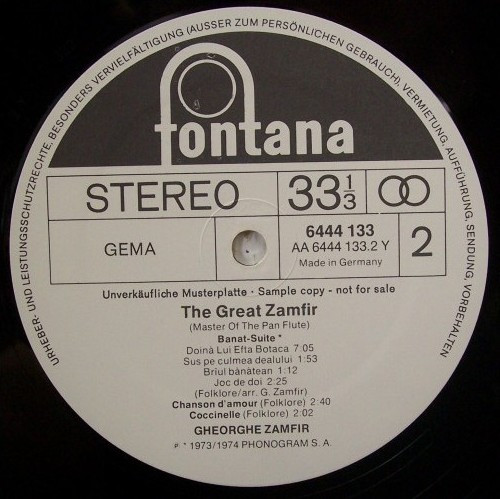 URHEBER- UND LEISTUNGSSCHUTZRECHTE, BESONDERS VERVIELFÄLTIGUNG (AUSSER ZUM PERSÖNLICHEN GEBRAUCH), VERMIETUNG, AUFFÜHRUNG, SENDUNG, VORBEHALTEN
fontana
STEREO
33 1/3
GEMA
6444 133
AA 6444 133.2 Y
Made in Germany
2
Unverkäufliche Musterplatte · Sample copy - not for sale
The Great Zamfir
(Master Of The Pan Flute)
Banat-Suite *
Doină Lui Efta Botaca 7:05
Sus pe culmea dealului 1:53
Brîul bănătean 1:12
Joc de doi 2:25
(Folklore/arr. G. Zamfir)
Chanson d'amour (Folklore) 2:40
Coccinelle (Folklore) 2:02
GHEORGHE ZAMFIR
℗ * 1973/1974 PHONOGRAM S. A.